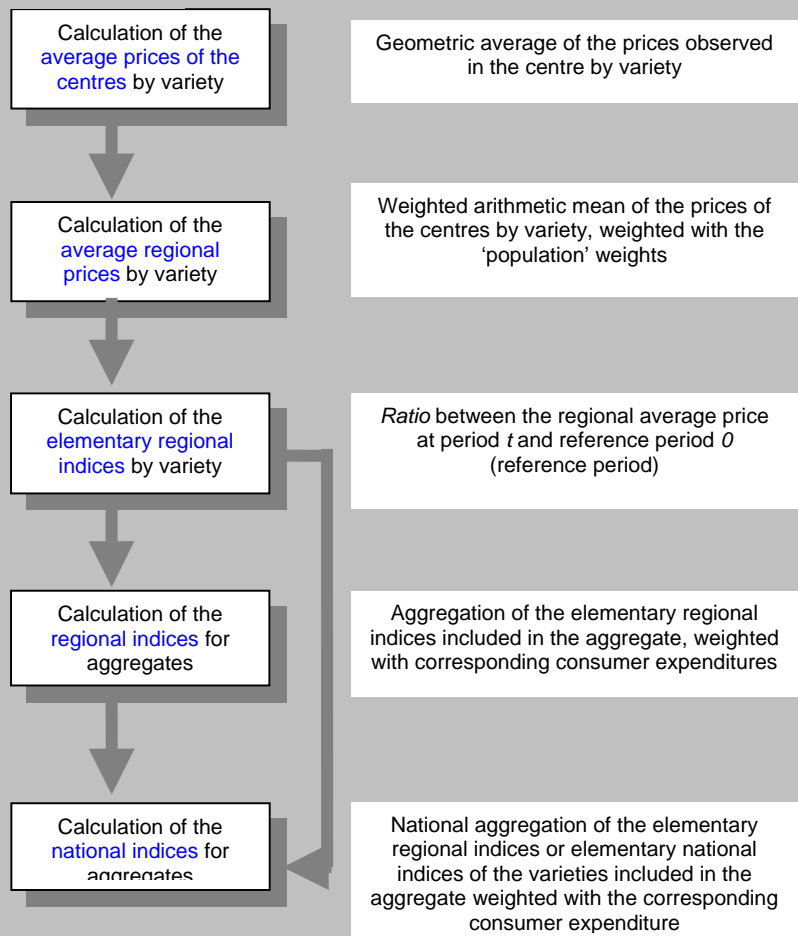 Calculation of the
average prices of the
centres by variety
Geometric average of the prices observed
in the centre by variety
Calculation of the
average regional
prices by variety
Weighted arithmetic mean of the prices of
the centres by variety, weighted with the
‘population’ weights
Calculation of the
elementary regional
indices by variety
Ratio between the regional average price
at period t and reference period 0
(reference period)
Calculation of the
regional indices for
aggregates
Aggregation of the elementary regional
indices included in the aggregate, weighted
with corresponding consumer expenditures
Calculation of the
national indices for
aggregates
National aggregation of the elementary
regional indices or elementary national
indices of the varieties included in the
aggregate weighted with the corresponding
consumer expenditure